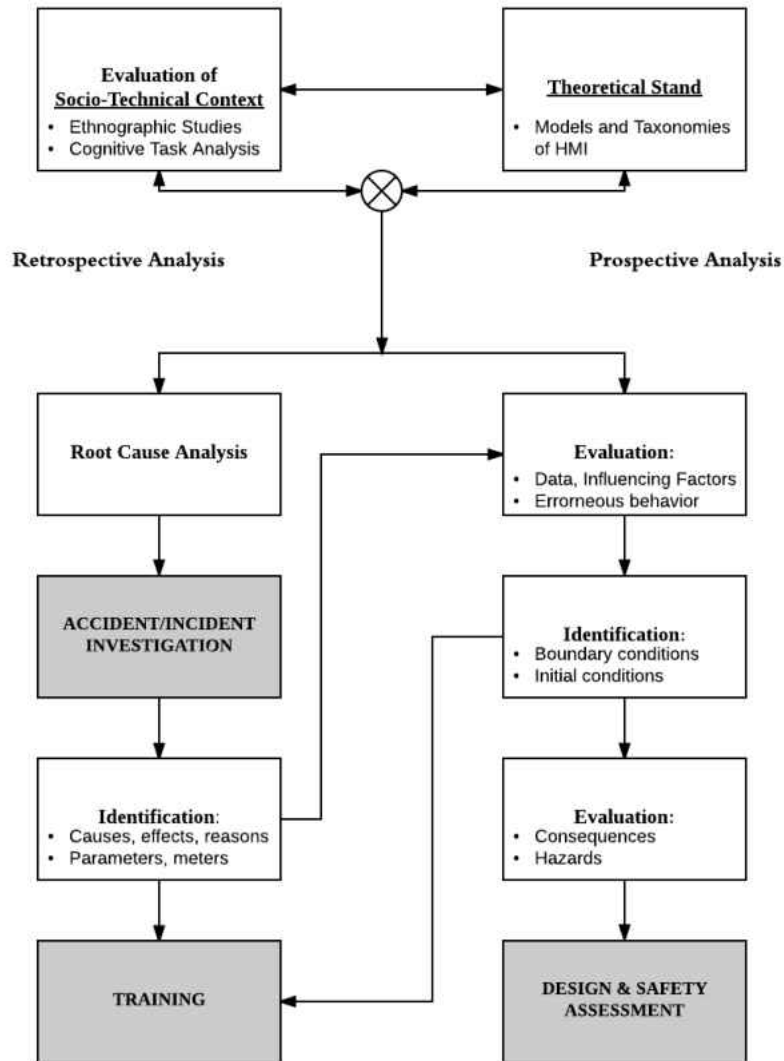 Evaluation of
Socio-Technical Context
• Ethnographic Studies
• Cognitive Task Analysis
Theoretical Stand
• Models and Taxonomies
of HMI
Retrospective Analysis
Prospective Analysis
Root Cause Analysis
Evaluation:
• Data, Influencing Factors
• Errorneous behavior
ACCIDENT/INCIDENT
INVESTIGATION
Identification:
• Boundary conditions
• Initial conditions
Identification:
• Causes, effects, reasons
• Parameters, meters
Evaluation:
• Consequences
• Hazards
TRAINING
DESIGN & SAFETY
ASSESSMENT